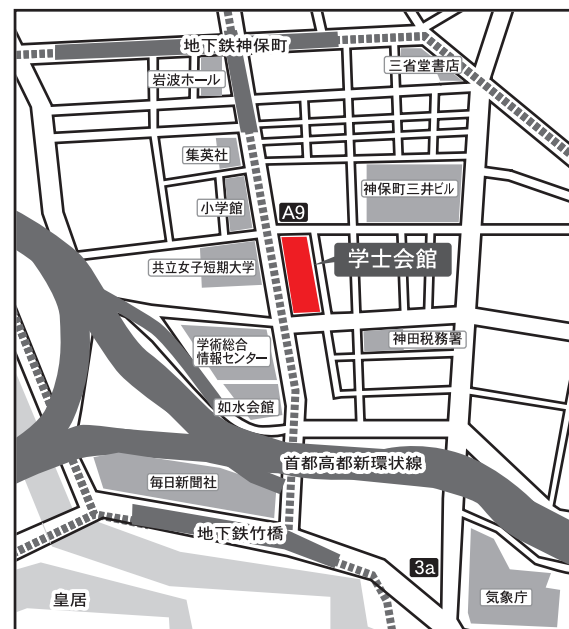 地下鉄神保町
三省堂書店
岩波ホール
集英社
神保町三井ビル
小学館
A9
学士会館
共立女子短期大学
神田税務署
学術総合
情報センター
如水会館
首都高都新環状線
毎日新聞社
地下鉄竹橋
3a
気象庁
皇居